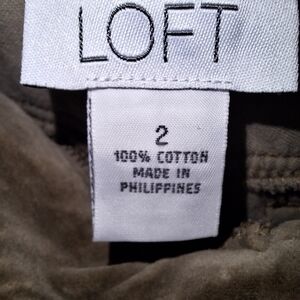 LOFT
2
100% COTTON
MADE IN
PHILIPPINES